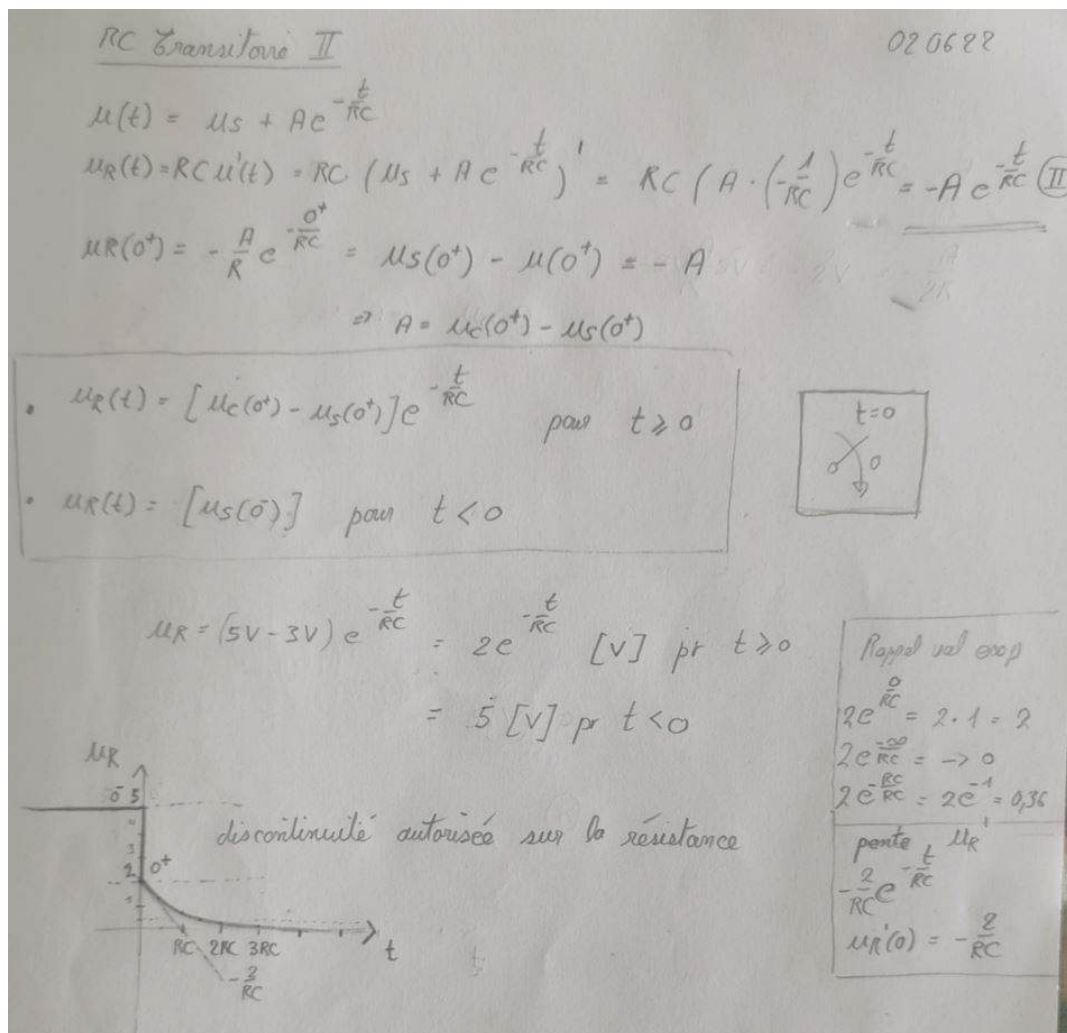 RC Transitoire II
020622
u(t) = us + Ae^(-t/RC)
uR(t) = RC u'(t) = RC (us + A e^(-t/RC))' = RC (A · (-1/RC) e^(-t/RC) = -A e^(-t/RC) (II)
uR(0⁺) = -A/R e^(-0⁺/RC) = us(0⁺) - u(0⁺) = - A
2V
2R
=> A = uc(0⁺) - us(0⁺)
• uR(t) = [uc(0⁺) - us(0⁺)] e^(-t/RC) pour t ⩾ 0
• uR(t) = [us(0⁻)] pour t < 0
t=0
uR = (5V - 3V) e^(-t/RC) = 2e^(-t/RC) [V] pr t ⩾ 0
= 5 [V] pr t < 0
Rappel val exp
2e^(0/RC) = 2 · 1 = 2
2e^(-∞/RC) = -> 0
2e^(-RC/RC) = 2e^(-1) = 0,36
pente uR'
-2/RC e^(-t/RC)
uR'(0) = -2/RC
uR
0⁻ 5
3
2 0⁺
1
RC 2RC 3RC t
-2/RC
discontinuité autorisée sur la résistance